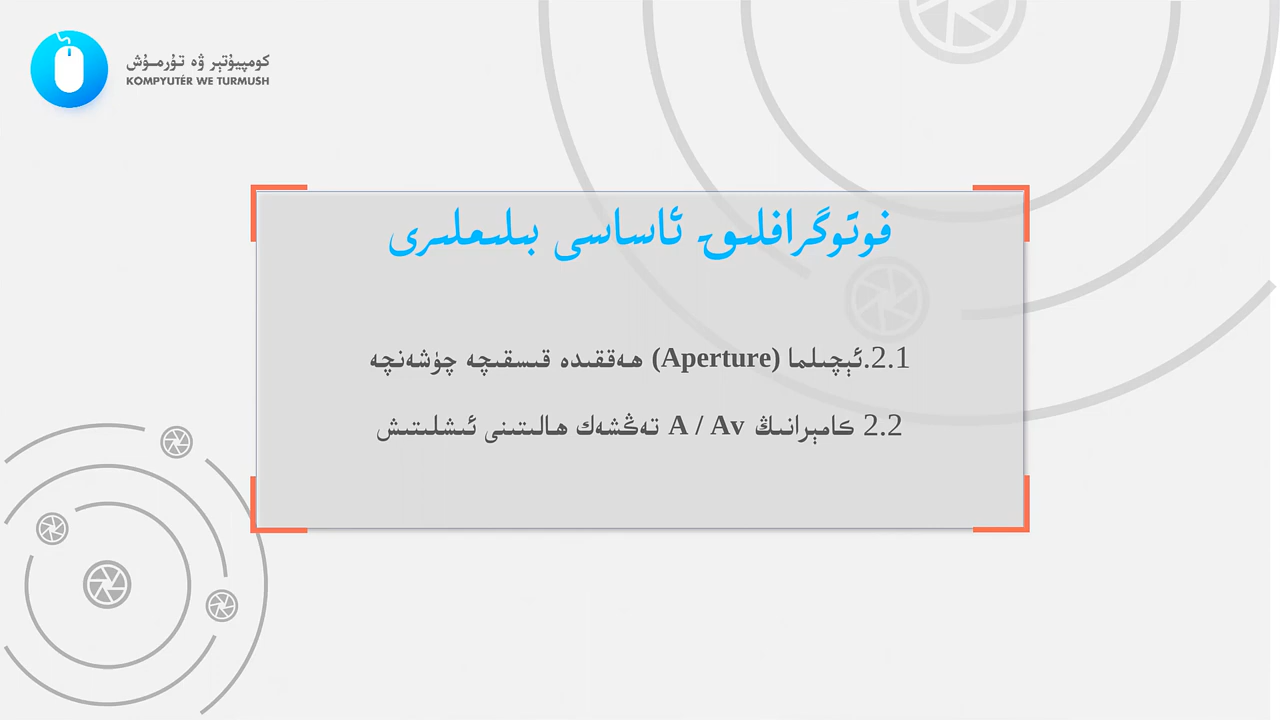 كومپيۇتېر ۋە تۇرمۇش
KOMPYUTÉR WE TURMUSH
فوتوگرافلىق ئاساسى بىلىملىرى
2.1.ئېچىلما (Aperture) ھەققىدە قىسقىچە چۈشەنچە
2.2 كامېرانىڭ A / Av تەڭشەك ھالىتىنى ئىشلىتىش